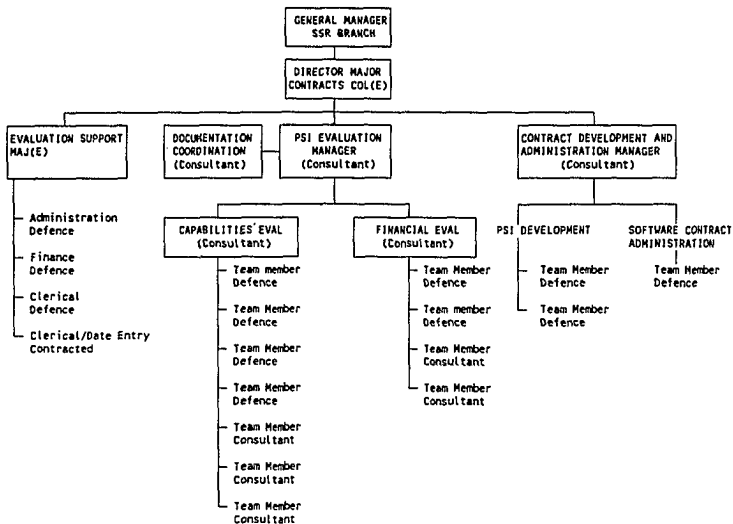 GENERAL MANAGER
SSR BRANCH
DIRECTOR MAJOR
CONTRACTS COL(E)
EVALUATION SUPPORT
MAJ(E)
DOCUMENTATION
COORDINATION
(Consultant)
PSI EVALUATION
MANAGER
(Consultant)
CONTRACT DEVELOPMENT AND
ADMINISTRATION MANAGER
(Consultant)
Administration
Defence
Finance
Defence
Clerical
Defence
Clerical/Date Entry
Contracted
CAPABILITIES EVAL
(Consultant)
Team member
Defence
Team Member
Defence
Team Member
Defence
Team Member
Defence
Team Member
Consultant
Team Member
Consultant
Team Member
Consultant
FINANCIAL EVAL
(Consultant)
Team Member
Defence
Team member
Defence
Team Member
Consultant
Team Member
Consultant
PSI DEVELOPMENT
Team Member
Defence
Team Member
Defence
SOFTWARE CONTRACT
ADMINISTRATION
Team Member
Defence